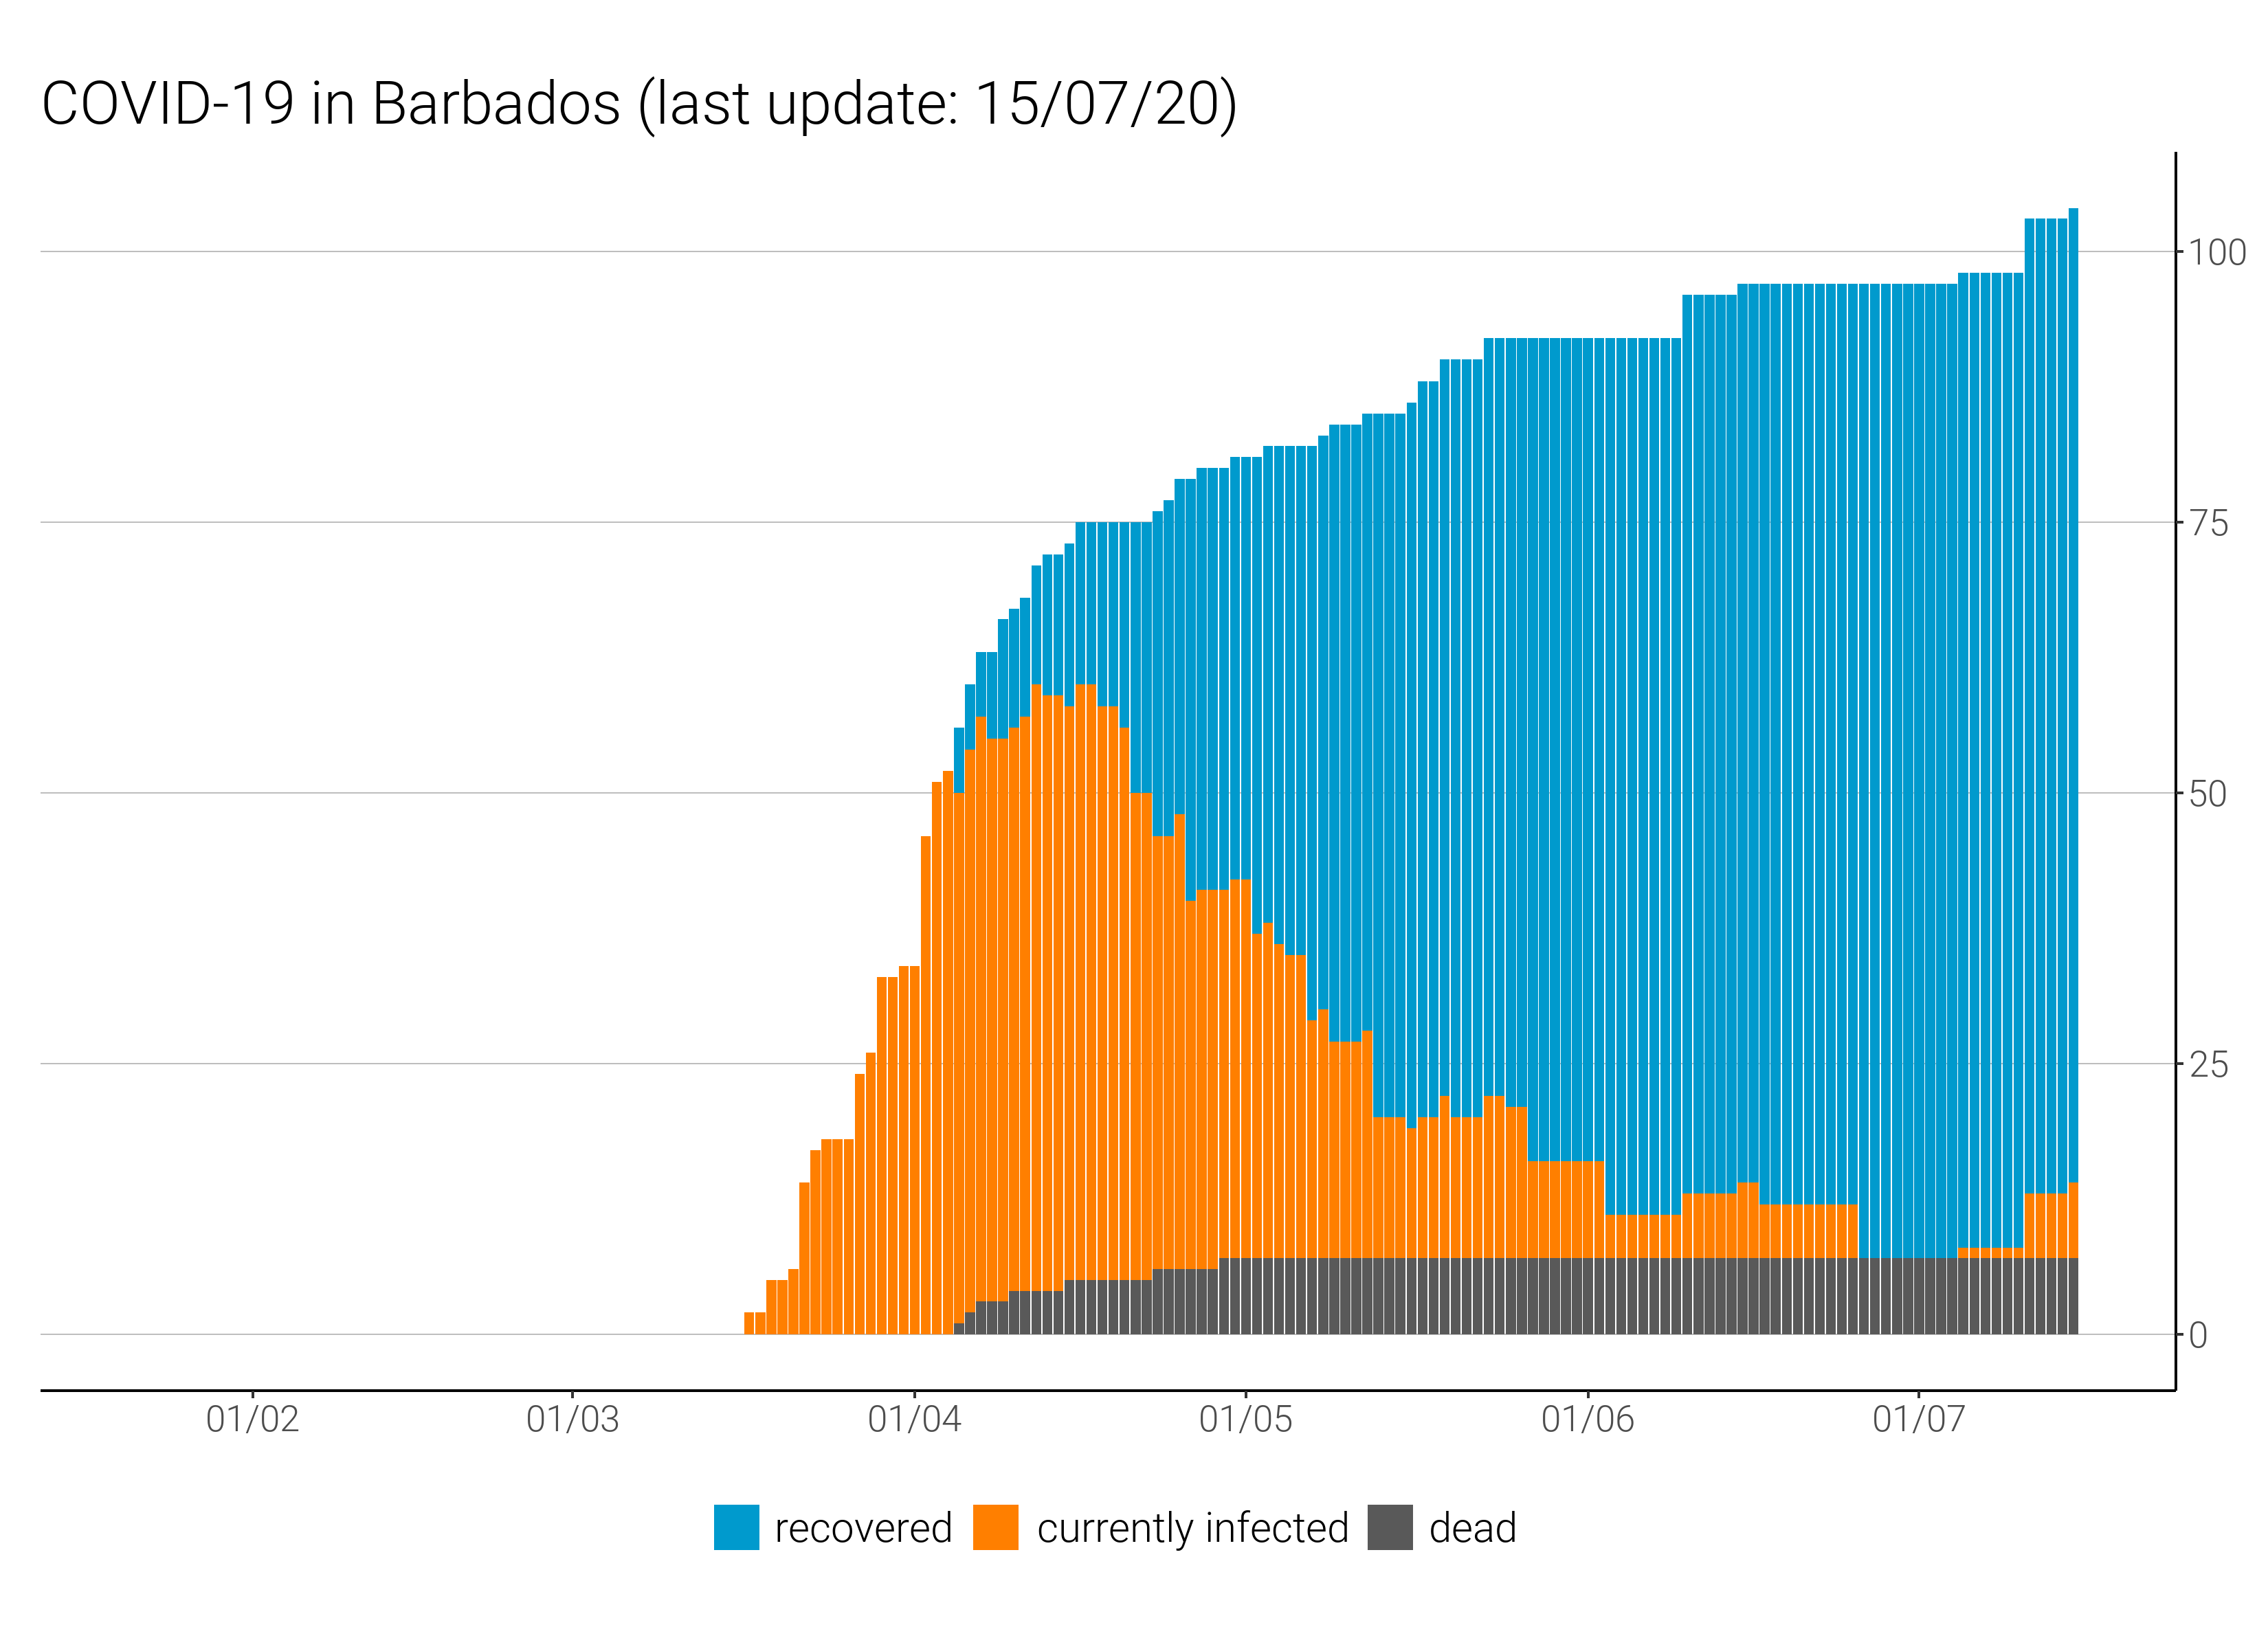 COVID-19 in Barbados (last update: 15/07/20)
100
75
50
25
0
01/02 01/03 01/04 01/05 01/06 01/07
recovered currently infected dead